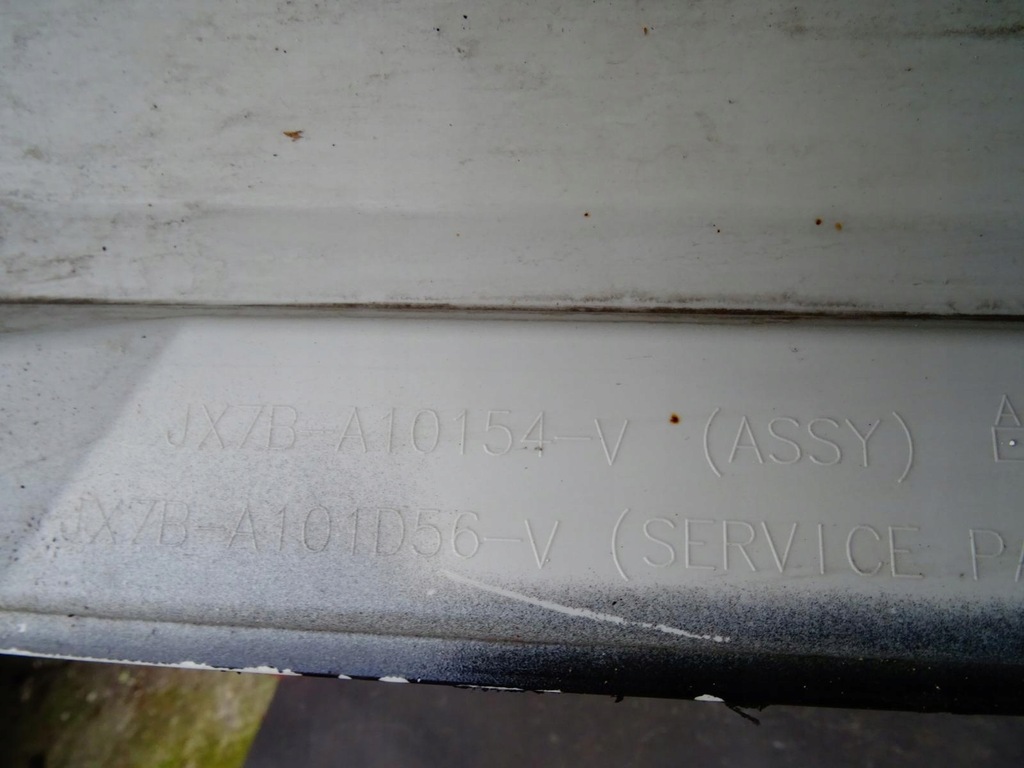 JX7B-A10154-V (ASSY)
JX7B-A101D56-V (SERVICE